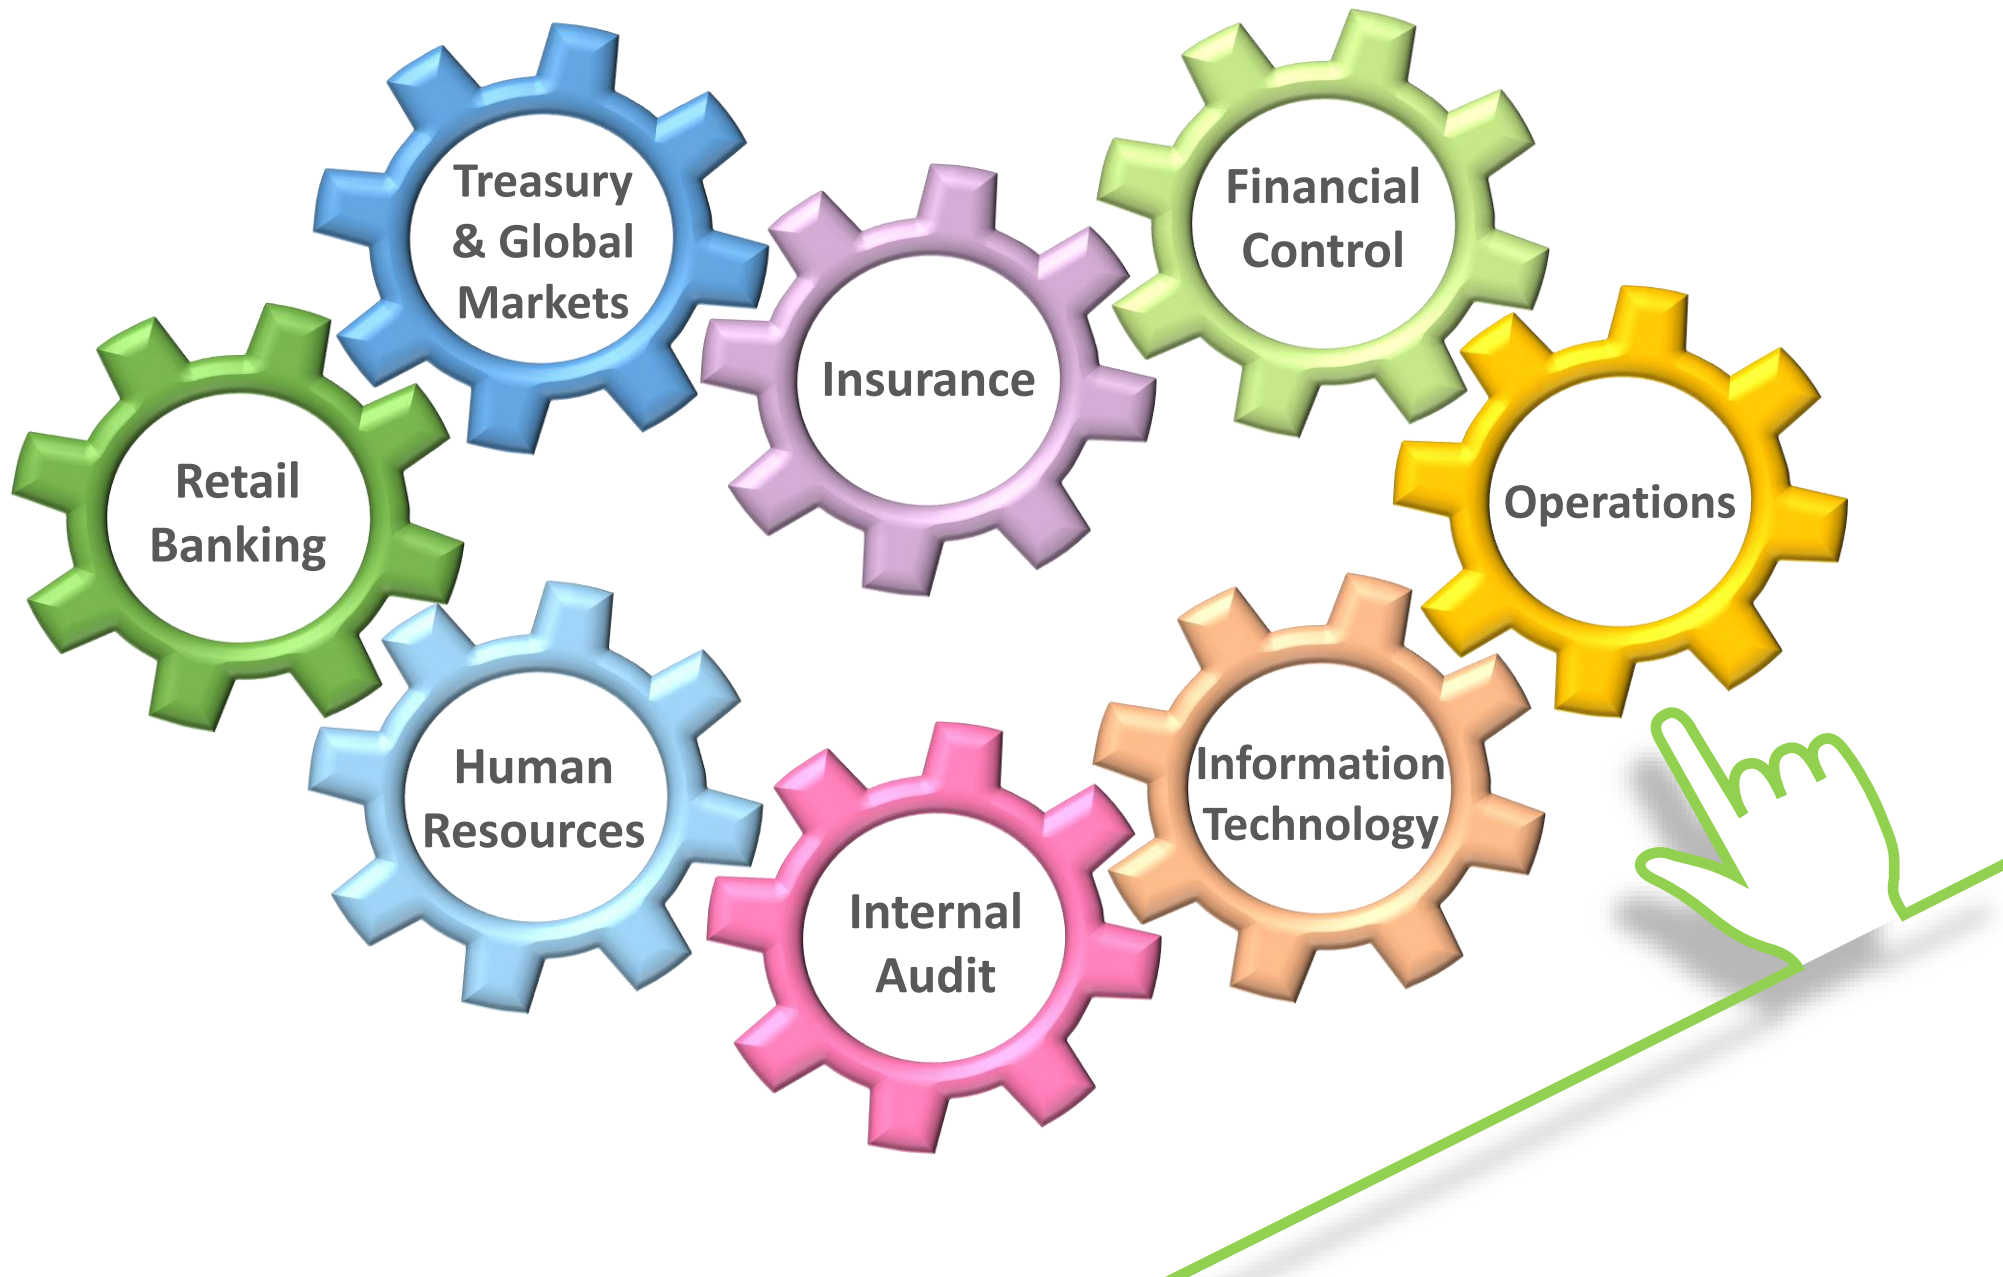 Treasury
& Global
Markets
Financial
Control
Insurance
Retail
Banking
Operations
Human
Resources
Information
Technology
Internal
Audit